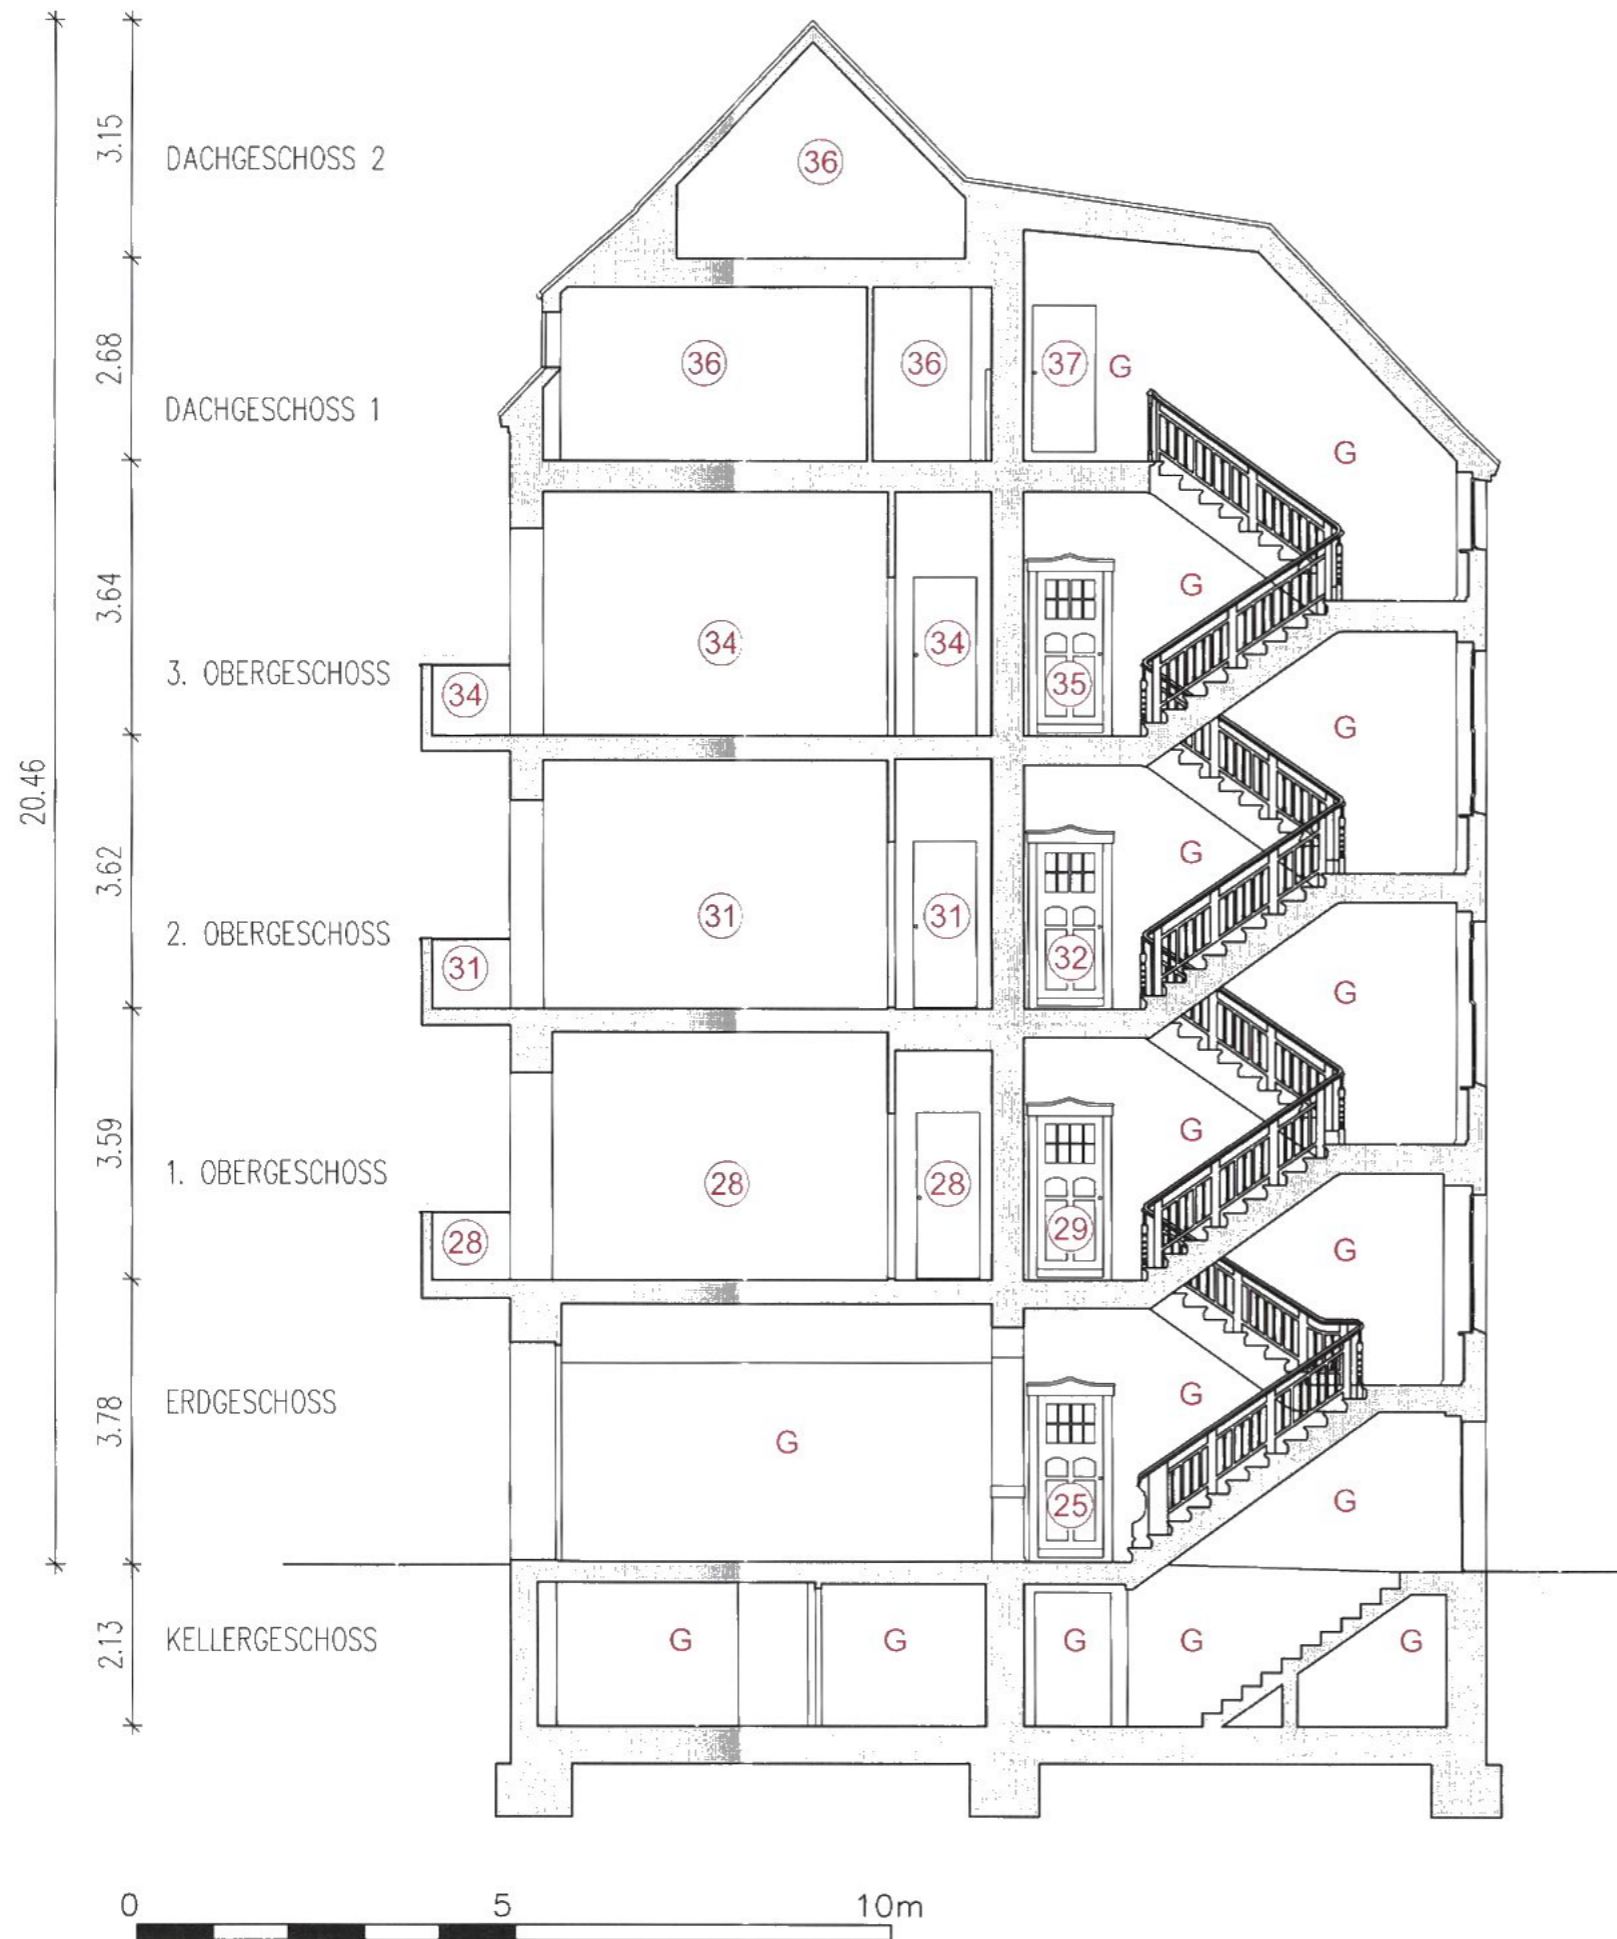 3.15
DACHGESCHOSS 2
36
2.68
DACHGESCHOSS 1
36
36
37
G
G
3.64
3. OBERGESCHOSS
34
34
34
35
G
G
20.46
3.62
2. OBERGESCHOSS
31
31
31
32
G
G
3.59
1. OBERGESCHOSS
28
28
28
29
G
G
3.78
ERDGESCHOSS
G
25
G
G
2.13
KELLERGESCHOSS
G
G
G
G
G
0 5 10m